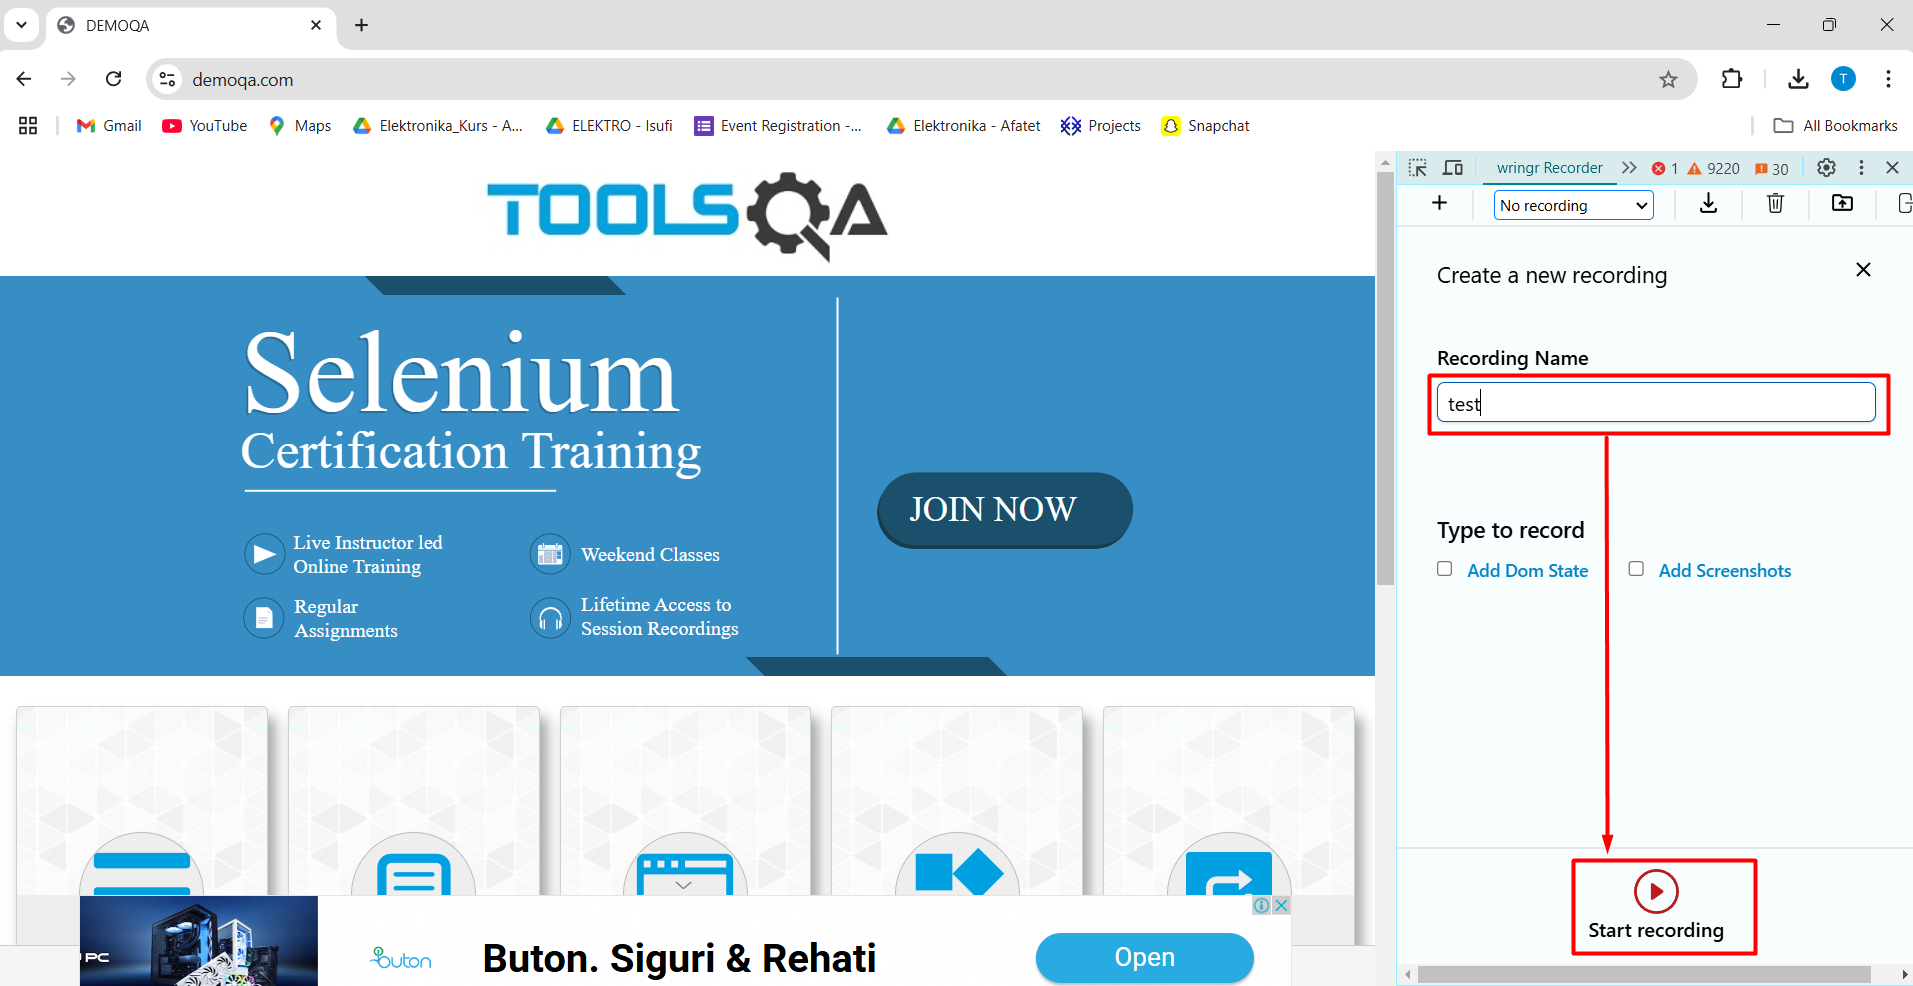 DEMOQA
demoqa.com
T
Gmail
YouTube
Maps
Elektronika_Kurs - A...
ELEKTRO - Isufi
Event Registration -...
Elektronika - Afatet
Projects
Snapchat
All Bookmarks
TOOLSQA
Selenium
Certification Training
Live Instructor led
Online Training
Weekend Classes
Regular
Assignments
Lifetime Access to
Session Recordings
JOIN NOW
PC
buton
Buton. Siguri & Rehati
Open
wringr Recorder
1
9220
30
No recording
Create a new recording
Recording Name
test
Type to record
Add Dom State
Add Screenshots
Start recording